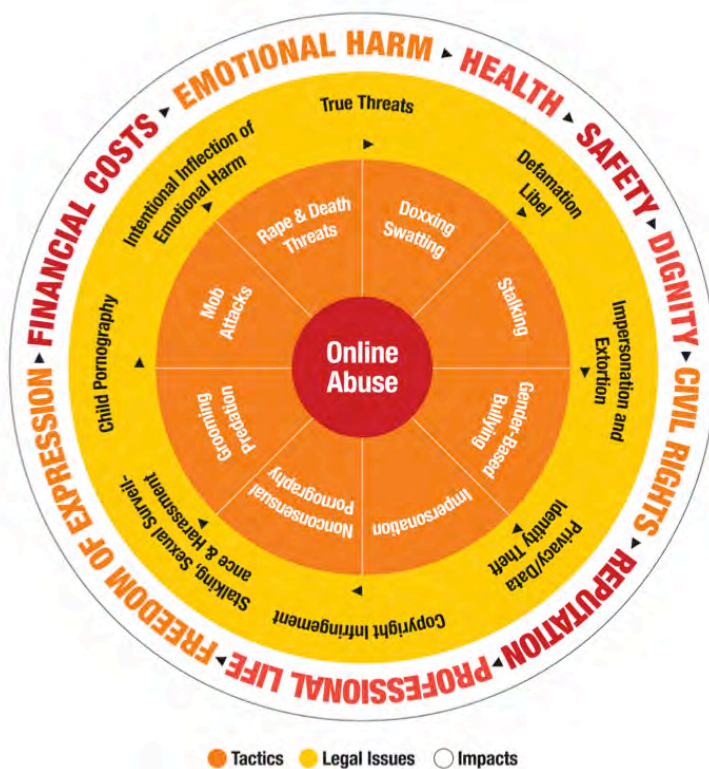 EMOTIONAL HARM
HEALTH
SAFETY
DIGNITY
CIVIL RIGHTS
REPUTATION
PROFESSIONAL LIFE
FREEDOM OF EXPRESSION
FINANCIAL COSTS
True Threats
Defamation
Libel
Impersonation and
Extortion
Privacy/Data
Identity Theft
Copyright Infringement
Stalking, Sexual Surveil-
ance & Harassment
Child Pornography
Intentional Inflection of
Emotional Harm
Rape & Death
Threats
Doxxing
Swatting
Stalking
Gender-Based
Bullying
Impersonation
Nonconsensual
Pornography
Grooming
Predation
Mob
Attacks
Online
Abuse
Tactics
Legal Issues
Impacts